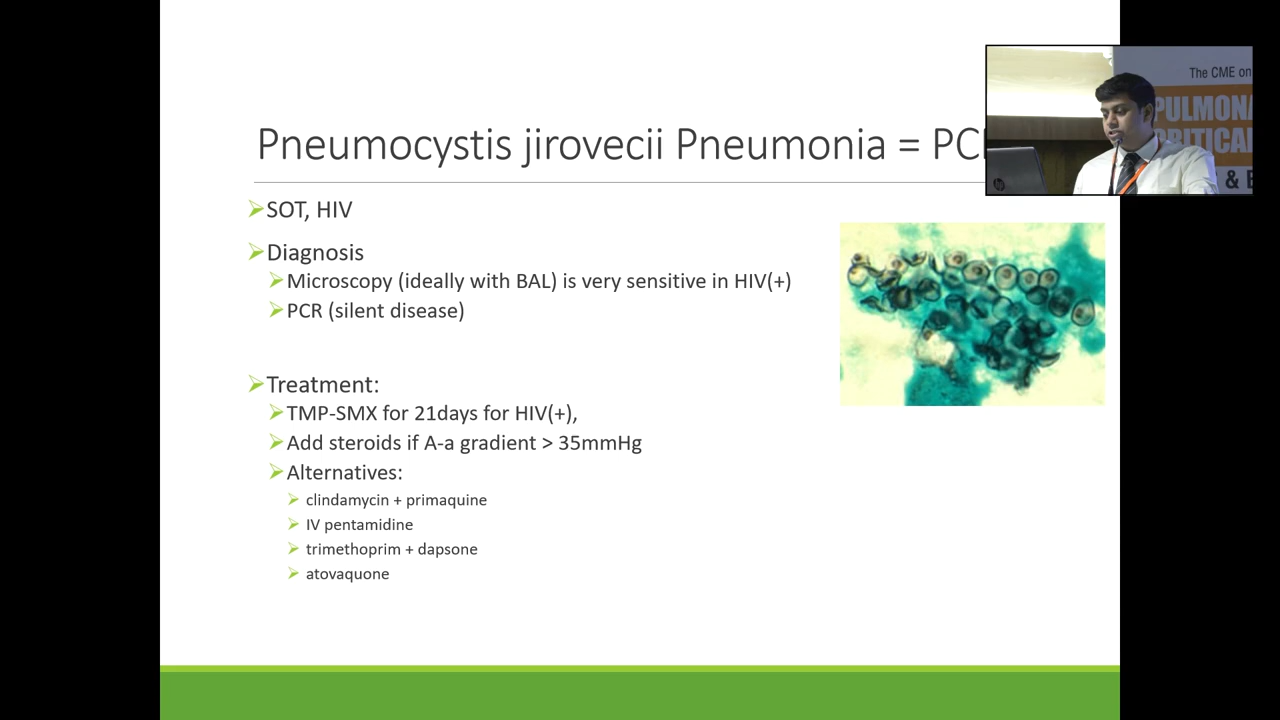 Pneumocystis jirovecii Pneumonia = PC
SOT, HIV
Diagnosis
Microscopy (ideally with BAL) is very sensitive in HIV(+)
PCR (silent disease)
Treatment:
TMP-SMX for 21days for HIV(+),
Add steroids if A-a gradient > 35mmHg
Alternatives:
clindamycin + primaquine
IV pentamidine
trimethoprim + dapsone
atovaquone
The CME on
PULMONA
CRITICAL
& E
hp